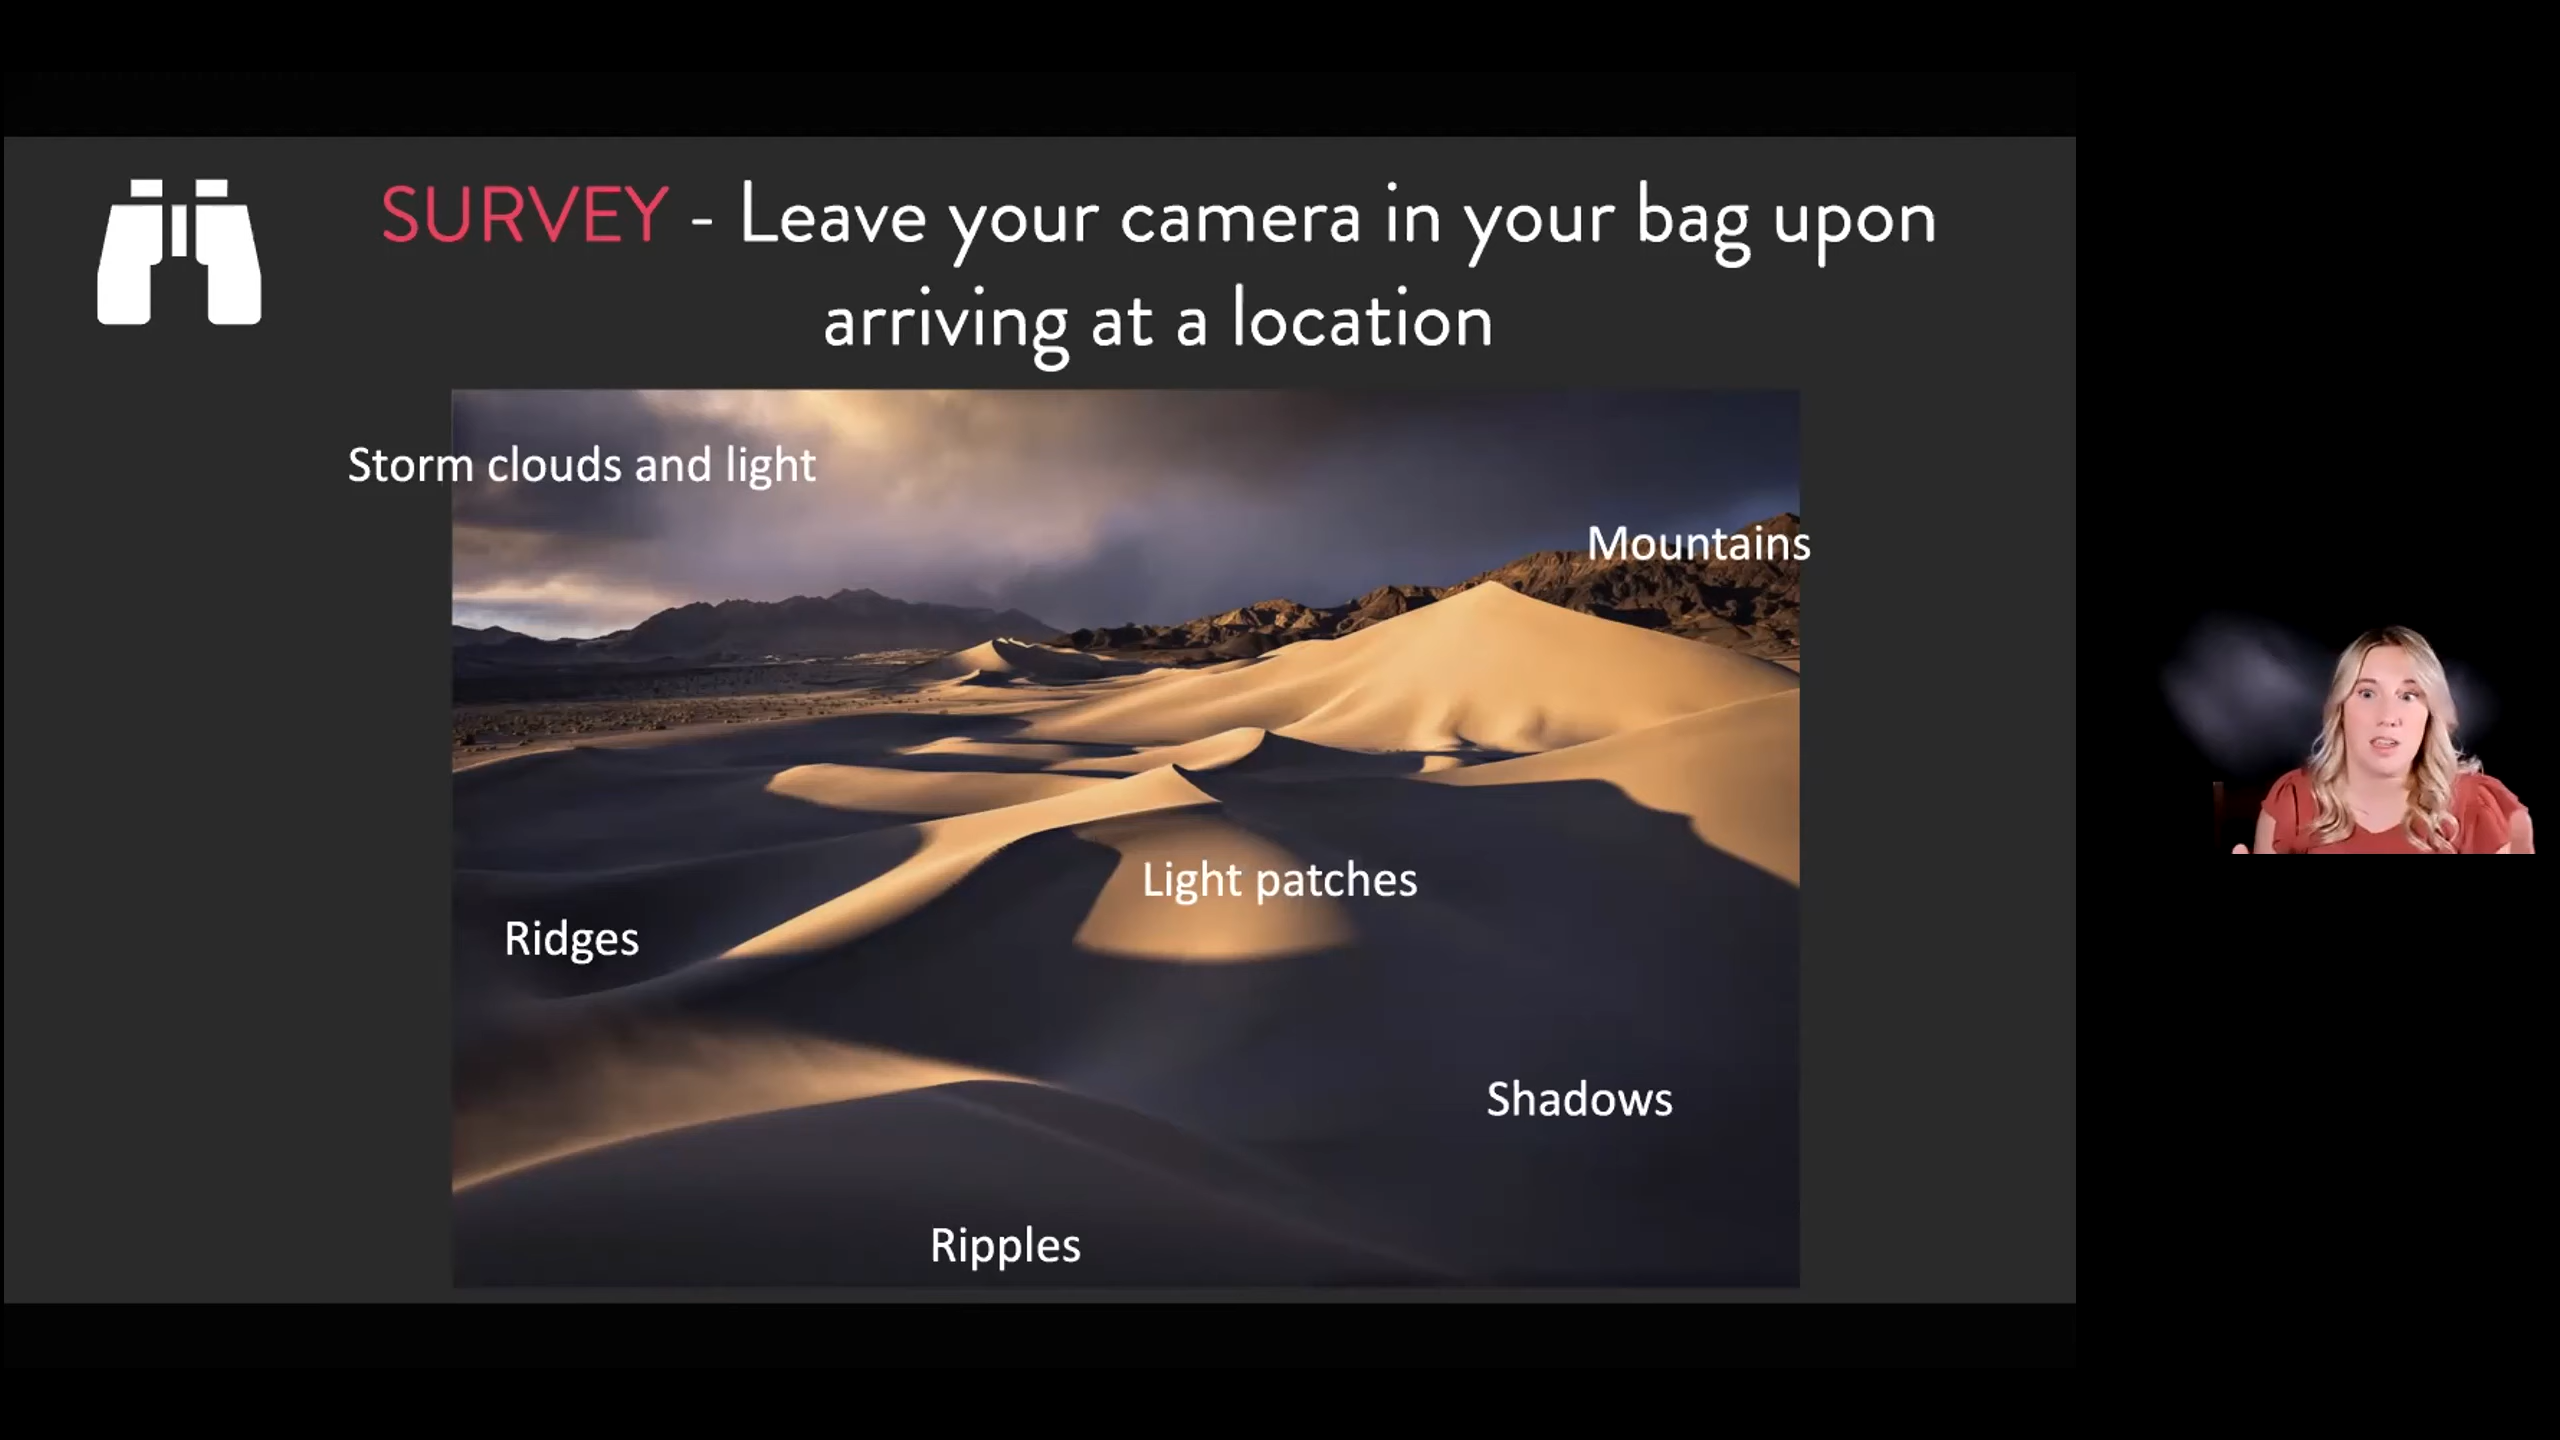 SURVEY - Leave your camera in your bag upon
arriving at a location
Storm clouds and light
Mountains
Light patches
Ridges
Shadows
Ripples